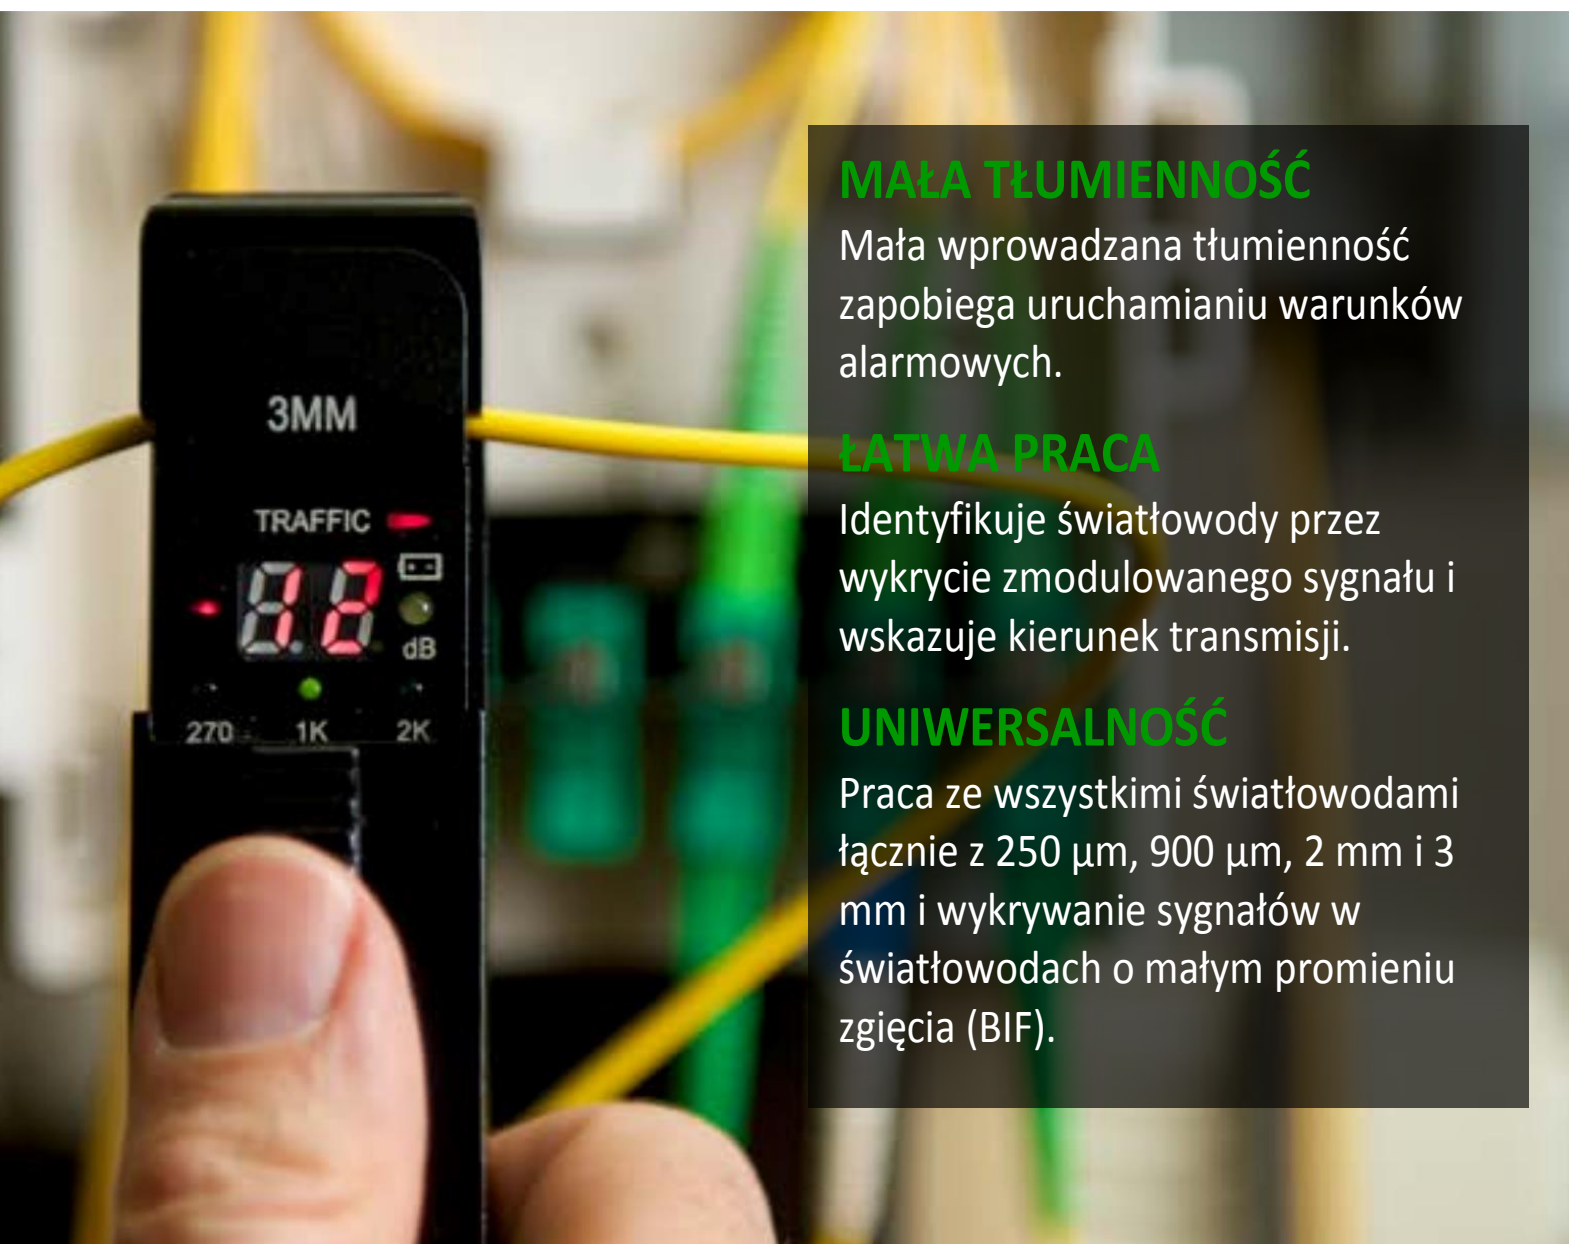 MAŁA TŁUMIENNOŚĆ
Mała wprowadzana tłumienność
zapobiega uruchamianiu warunków
alarmowych.
ŁATWA PRACA
Identyfikuje światłowody przez
wykrycie zmodulowanego sygnału i
wskazuje kierunek transmisji.
UNIWERSALNOŚĆ
Praca ze wszystkimi światłowodami
łącznie z 250 µm, 900 µm, 2 mm i 3
mm i wykrywanie sygnałów w
światłowodach o małym promieniu
zgięcia (BIF).
3MM
TRAFFIC
12
dB
270 1K 2K